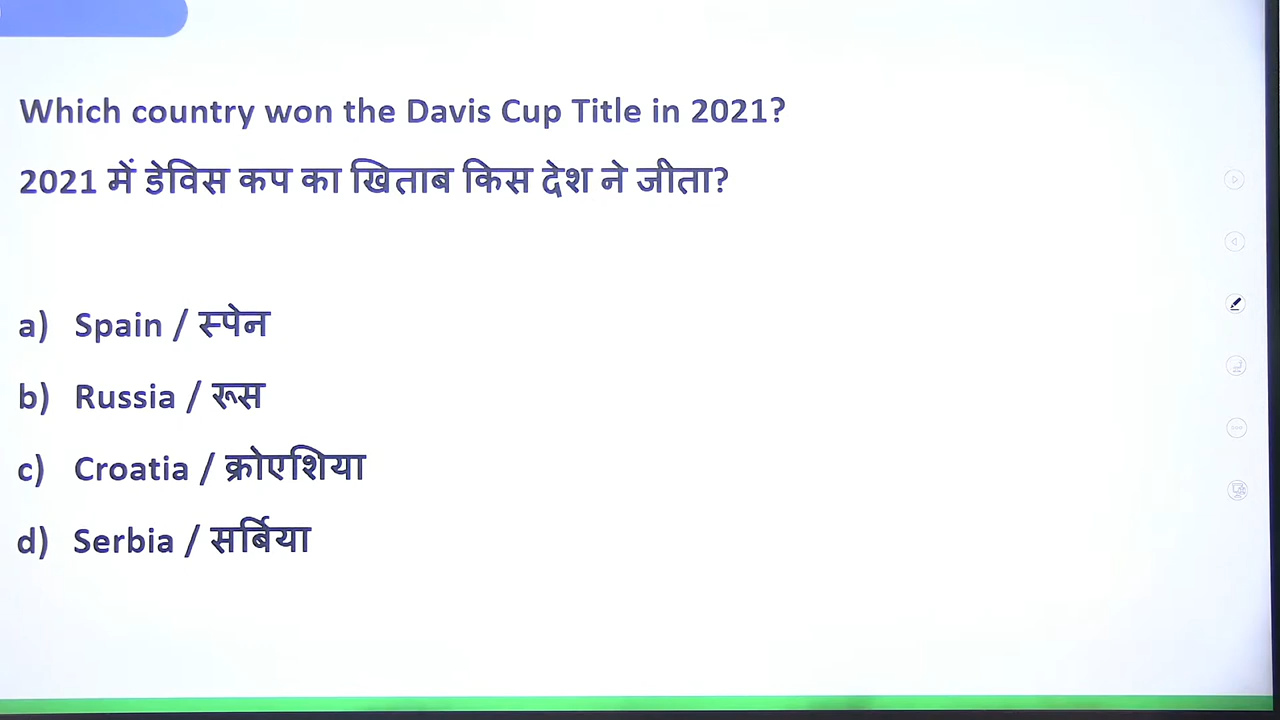 Which country won the Davis Cup Title in 2021?
2021 में डेविस कप का खिताब किस देश ने जीता?
a) Spain / स्पेन
b) Russia / रूस
c) Croatia / क्रोएशिया
d) Serbia / सर्बिया